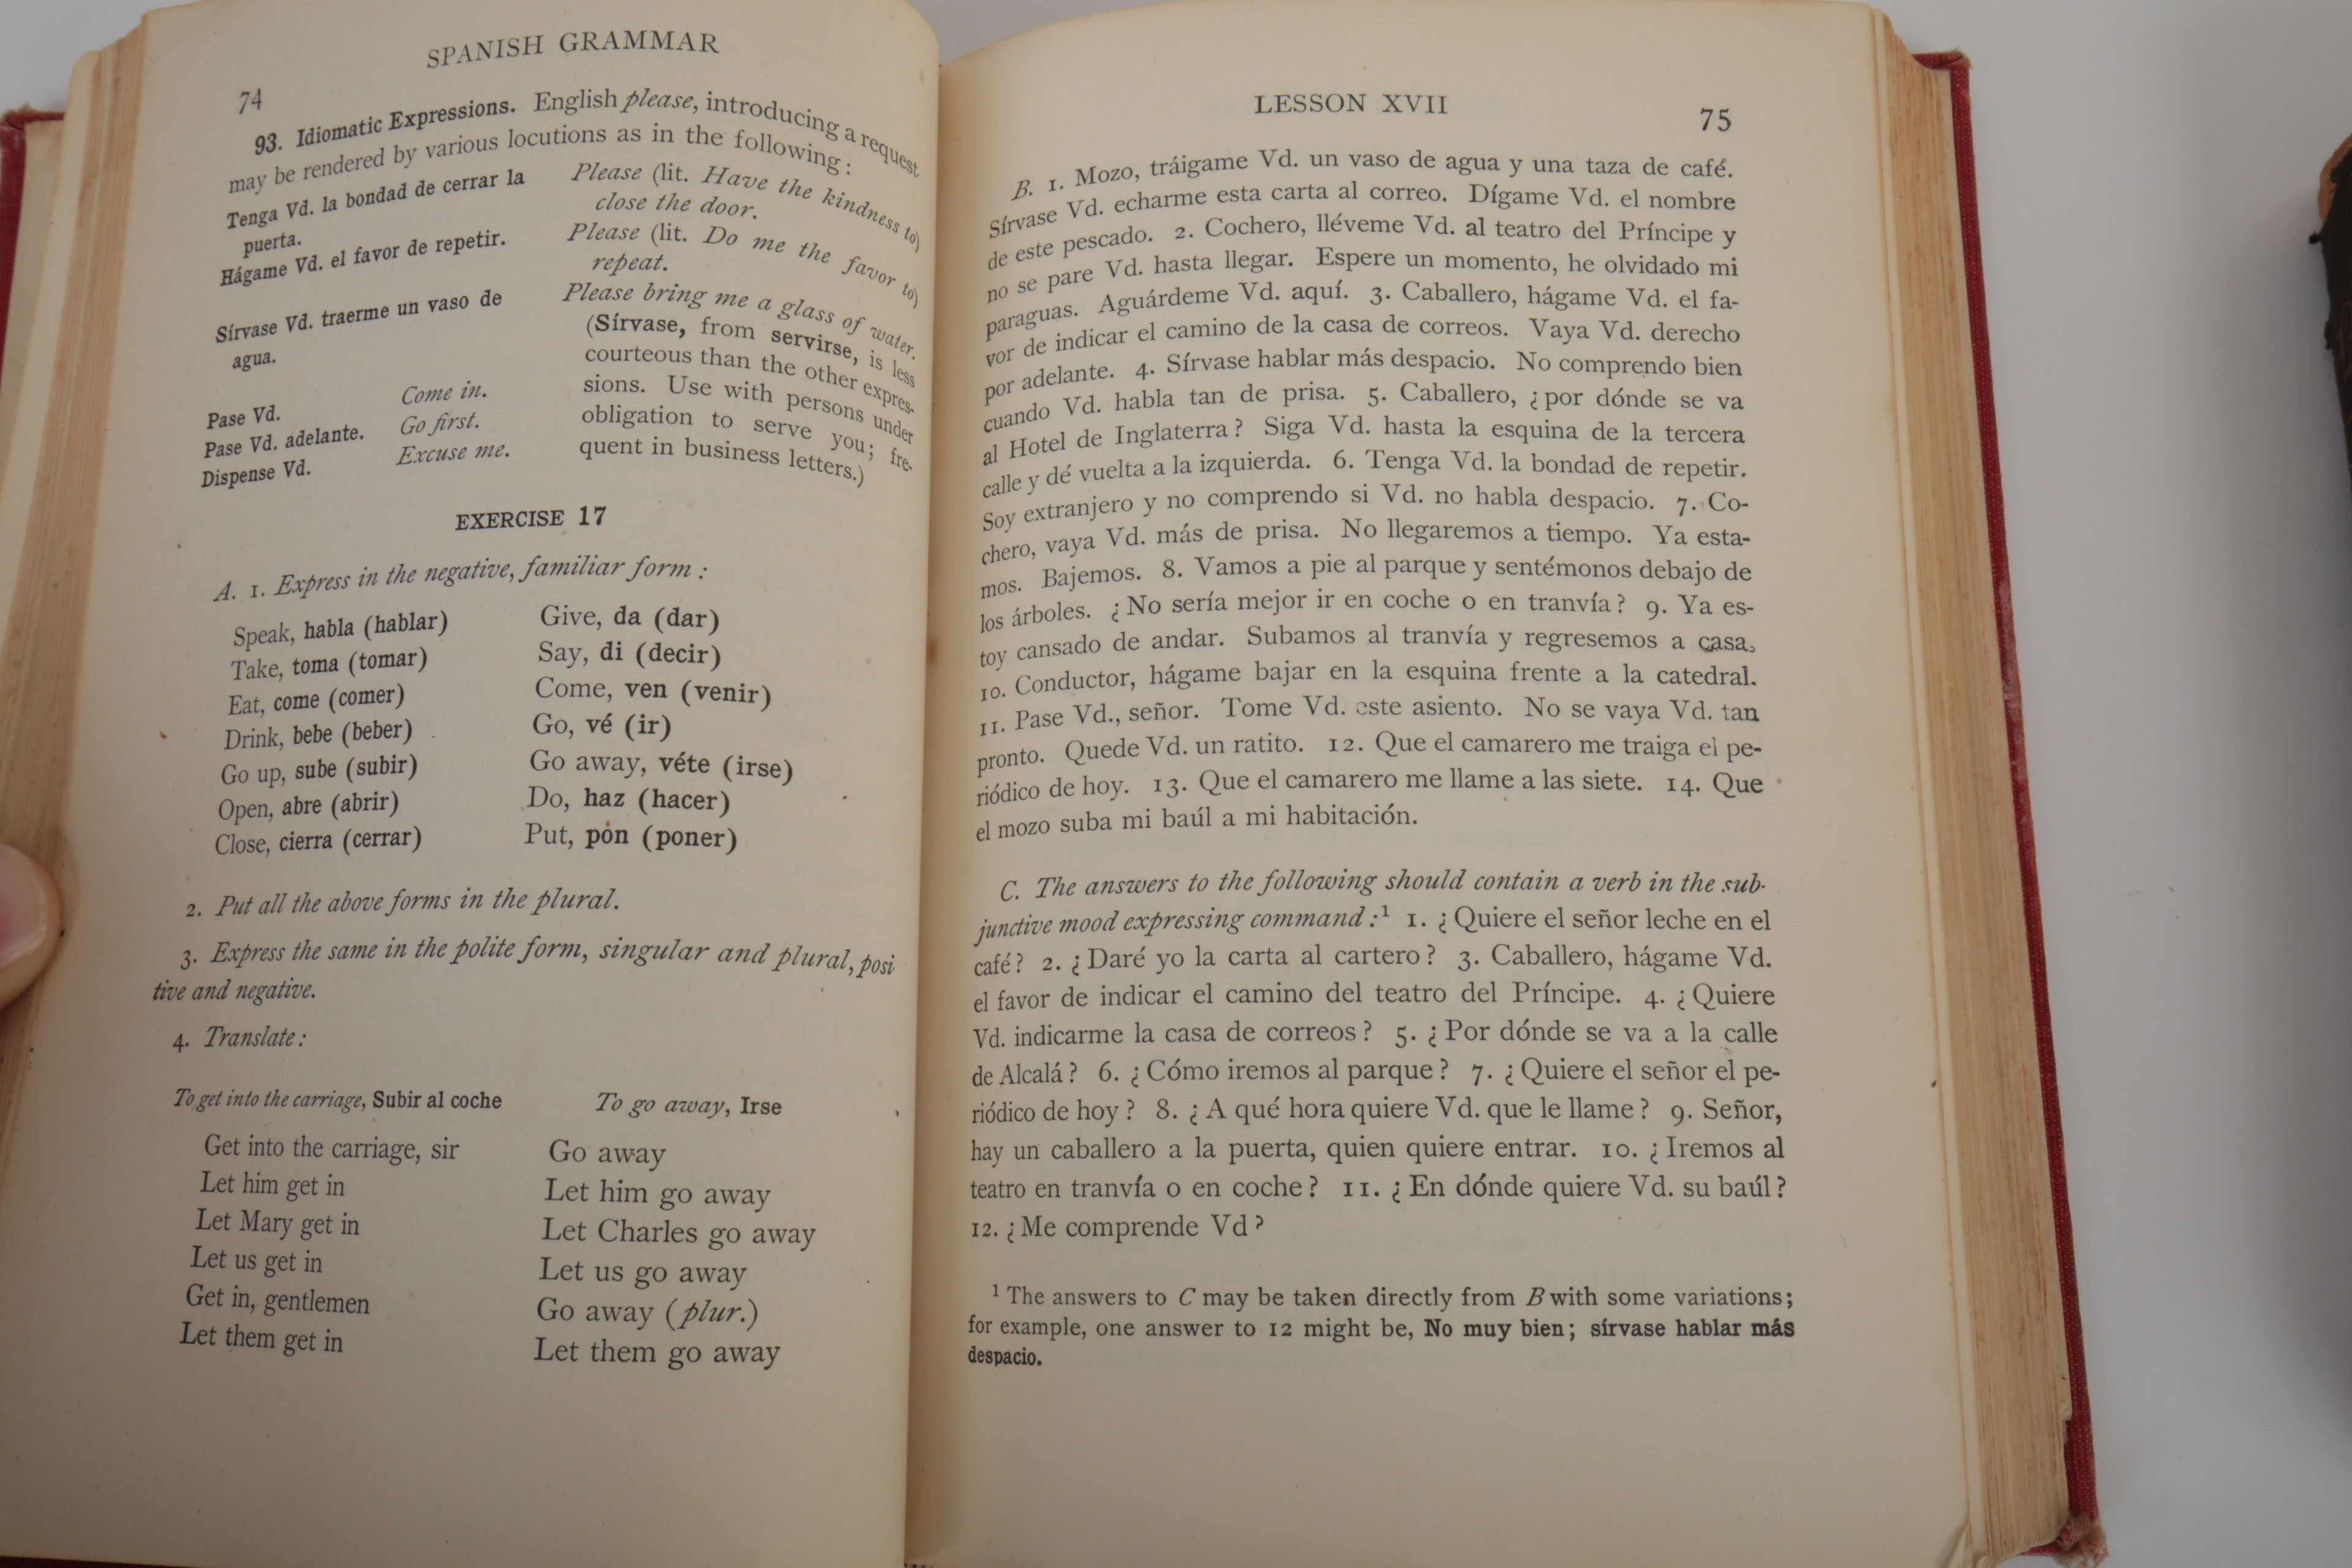 SPANISH GRAMMAR
74
93. Idiomatic Expressions. English please, introducing a request
may be rendered by various locutions as in the following:
Tenga Vd. la bondad de cerrar la
puerta.
Please (lit. Have the kindness to)
close the door.
Hágame Vd. el favor de repetir.
Please (lit. Do me the favor to)
repeat.
Sírvase Vd. traerme un vaso de
agua.
Please bring me a glass of water.
(Sírvase, from servirse, is less
courteous than the other expres-
sions. Use with persons under
obligation to serve you; fre-
quent in business letters.)
Pase Vd. Come in.
Pase Vd. adelante. Go first.
Dispense Vd. Excuse me.
EXERCISE 17
A. 1. Express in the negative, familiar form:
Speak, habla (hablar) Give, da (dar)
Take, toma (tomar) Say, di (decir)
Eat, come (comer) Come, ven (venir)
Drink, bebe (beber) Go, vé (ir)
Go up, sube (subir) Go away, véte (irse)
Open, abre (abrir) Do, haz (hacer)
Close, cierra (cerrar) Put, pon (poner)
2. Put all the above forms in the plural.
3. Express the same in the polite form, singular and plural, posi-
tive and negative.
4. Translate:
To get into the carriage, Subir al coche To go away, Irse
Get into the carriage, sir Go away
Let him get in Let him go away
Let Mary get in Let Charles go away
Let us get in Let us go away
Get in, gentlemen Go away (plur.)
Let them get in Let them go away
LESSON XVII
75
B. 1. Mozo, tráigame Vd. un vaso de agua y una taza de café.
Sírvase Vd. echarme esta carta al correo. Dígame Vd. el nombre
de este pescado. 2. Cochero, lléveme Vd. al teatro del Príncipe y
no se pare Vd. hasta llegar. Espere un momento, he olvidado mi
paraguas. Aguárdeme Vd. aquí. 3. Caballero, hágame Vd. el fa-
vor de indicar el camino de la casa de correos. Vaya Vd. derecho
por adelante. 4. Sírvase hablar más despacio. No comprendo bien
cuando Vd. habla tan de prisa. 5. Caballero, ¿por dónde se va
al Hotel de Inglaterra? Siga Vd. hasta la esquina de la tercera
calle y dé vuelta a la izquierda. 6. Tenga Vd. la bondad de repetir.
Soy extranjero y no comprendo si Vd. no habla despacio. 7. Co-
chero, vaya Vd. más de prisa. No llegaremos a tiempo. Ya esta-
mos. Bajemos. 8. Vamos a pie al parque y sentémonos debajo de
los árboles. ¿No sería mejor ir en coche o en tranvía? 9. Ya es-
toy cansado de andar. Subamos al tranvía y regresemos a casa.
10. Conductor, hágame bajar en la esquina frente a la catedral.
11. Pase Vd., señor. Tome Vd. este asiento. No se vaya Vd. tan
pronto. Quede Vd. un ratito. 12. Que el camarero me traiga el pe-
riódico de hoy. 13. Que el camarero me llame a las siete. 14. Que
el mozo suba mi baúl a mi habitación.
C. The answers to the following should contain a verb in the sub-
junctive mood expressing command:¹ 1. ¿Quiere el señor leche en el
café? 2. ¿Daré yo la carta al cartero? 3. Caballero, hágame Vd.
el favor de indicar el camino del teatro del Príncipe. 4. ¿Quiere
Vd. indicarme la casa de correos? 5. ¿Por dónde se va a la calle
de Alcalá? 6. ¿Cómo iremos al parque? 7. ¿Quiere el señor el pe-
riódico de hoy? 8. ¿A qué hora quiere Vd. que le llame? 9. Señor,
hay un caballero a la puerta, quien quiere entrar. 10. ¿Iremos al
teatro en tranvía o en coche? 11. ¿En dónde quiere Vd. su baúl?
12. ¿Me comprende Vd?
¹ The answers to C may be taken directly from B with some variations;
for example, one answer to 12 might be, No muy bien; sírvase hablar más
despacio.